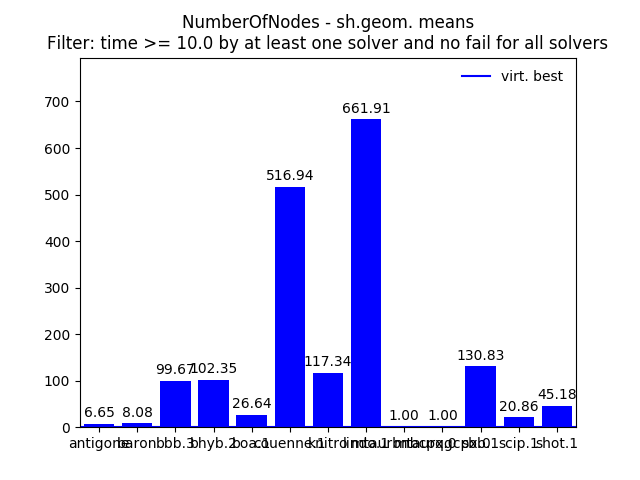 NumberOfNodes - sh.geom. means
Filter: time >= 10.0 by at least one solver and no fail for all solvers
virt. best
700
600
500
400
300
200
100
0
6.65
8.08
99.67
102.35
26.64
516.94
117.34
661.91
1.00
1.00
130.83
20.86
45.18
antigone
baron
bbb.3
bhyb.2
boa.1
couenne.1
scip.1
shot.1